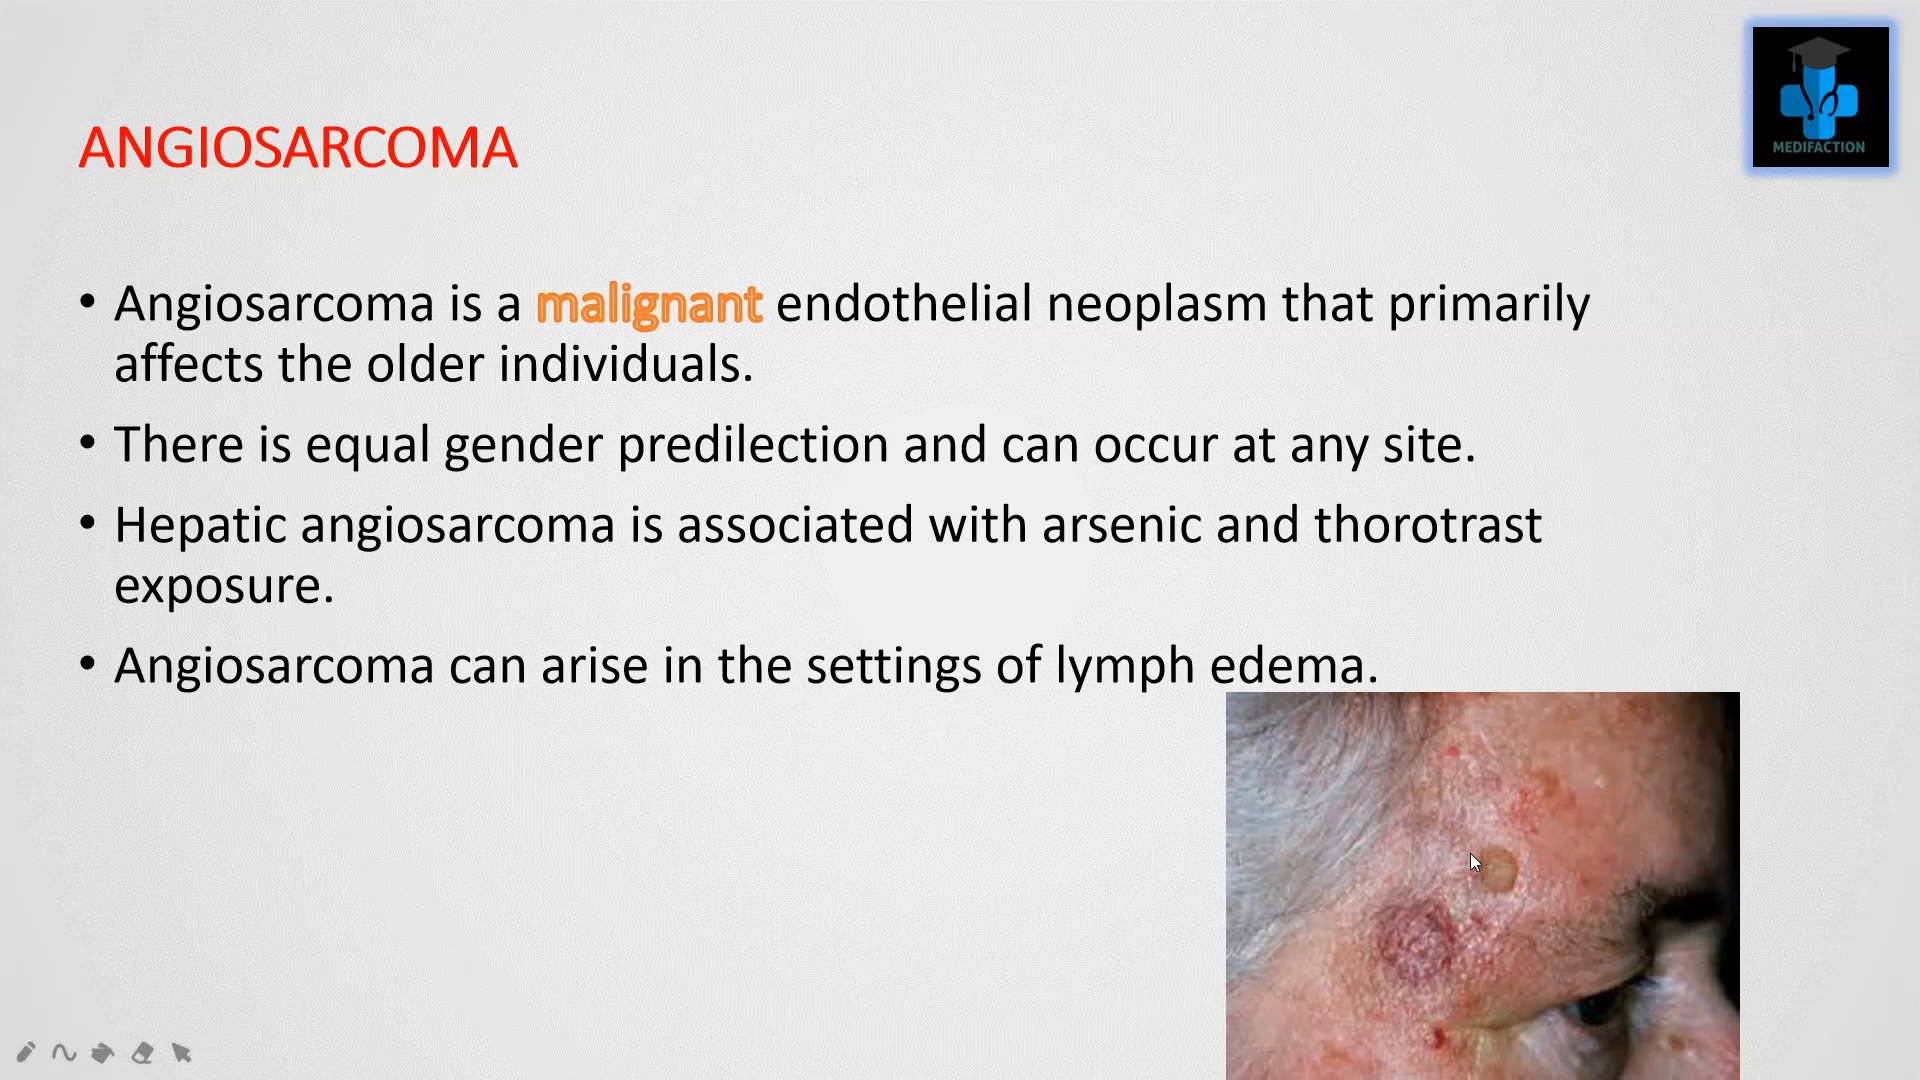 MEDIFACTION
ANGIOSARCOMA
• Angiosarcoma is a malignant endothelial neoplasm that primarily
affects the older individuals.
• There is equal gender predilection and can occur at any site.
• Hepatic angiosarcoma is associated with arsenic and thorotrast
exposure.
• Angiosarcoma can arise in the settings of lymph edema.